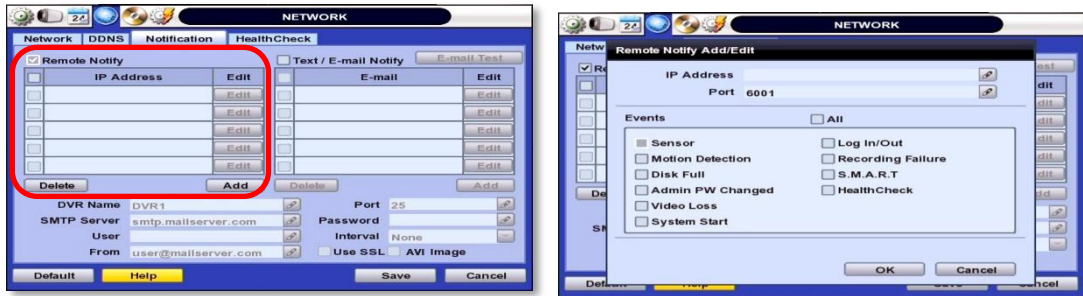 NETWORK
Network DDNS Notification HealthCheck
Remote Notify
IP Address Edit
Edit
Edit
Edit
Edit
Edit
Delete Add
Text / E-mail Notify E-mail Test
E-mail Edit
Edit
Edit
Edit
Edit
Edit
Delete Add
DVR Name DVR1 Port 25
SMTP Server smtp.mailserver.com Password
User Interval None
From user@mailserver.com Use SSL AVI Image
Default Help Save Cancel
24
NETWORK
Netw
Remote Notify Add/Edit
IP Address
Port 6001
Events All
Sensor Log In/Out
Motion Detection Recording Failure
Disk Full S.M.A.R.T
Admin PW Changed HealthCheck
Video Loss
System Start
OK Cancel